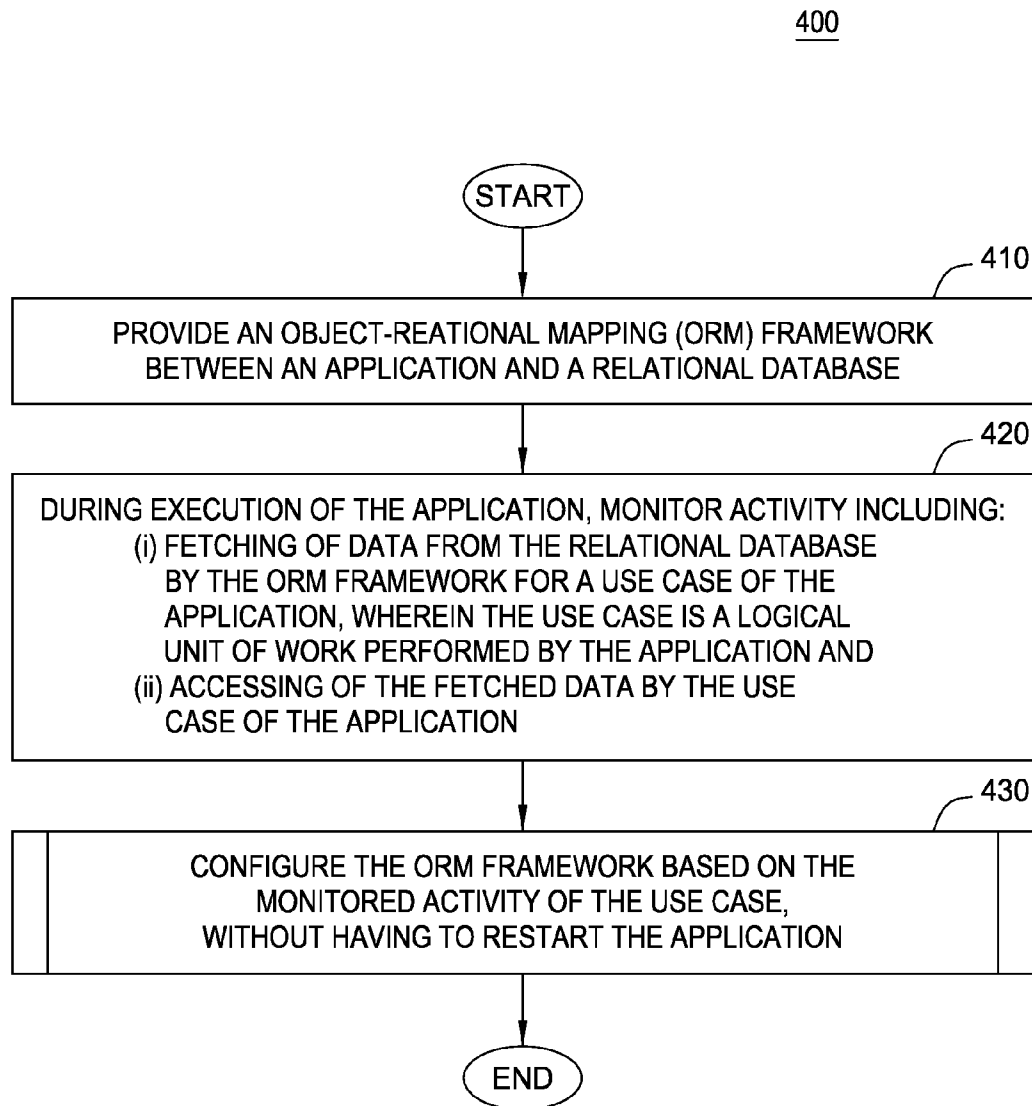 400
START
410
PROVIDE AN OBJECT-REATIONAL MAPPING (ORM) FRAMEWORK
BETWEEN AN APPLICATION AND A RELATIONAL DATABASE
420
DURING EXECUTION OF THE APPLICATION, MONITOR ACTIVITY INCLUDING:
(i) FETCHING OF DATA FROM THE RELATIONAL DATABASE
BY THE ORM FRAMEWORK FOR A USE CASE OF THE
APPLICATION, WHEREIN THE USE CASE IS A LOGICAL
UNIT OF WORK PERFORMED BY THE APPLICATION AND
(ii) ACCESSING OF THE FETCHED DATA BY THE USE
CASE OF THE APPLICATION
430
CONFIGURE THE ORM FRAMEWORK BASED ON THE
MONITORED ACTIVITY OF THE USE CASE,
WITHOUT HAVING TO RESTART THE APPLICATION
END